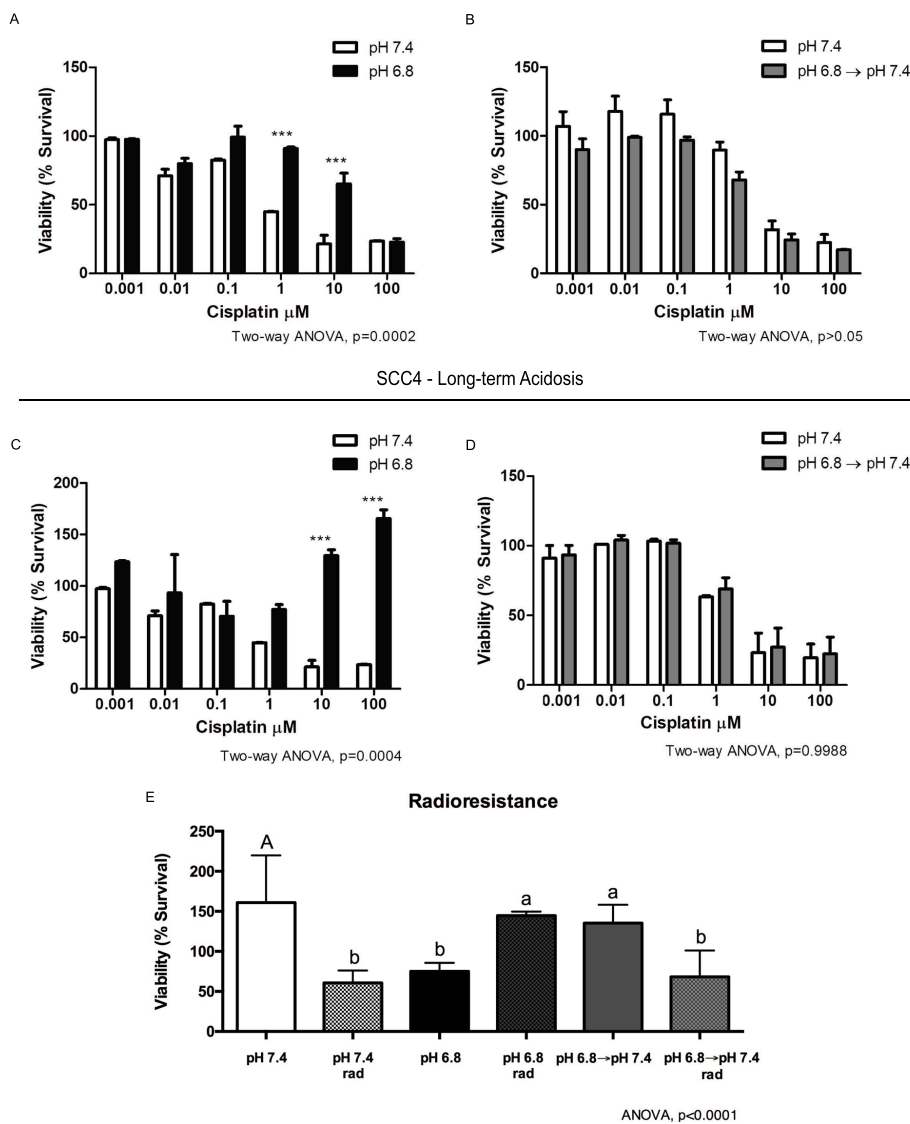 A
pH 7.4
pH 6.8
Viability (% Survival)
150
100
50
0
***
***
0.001 0.01 0.1 1 10 100
Cisplatin μM
Two-way ANOVA, p=0.0002
B
pH 7.4
pH 6.8 → pH 7.4
Viability (% Survival)
150
100
50
0
0.001 0.01 0.1 1 10 100
Cisplatin μM
Two-way ANOVA, p>0.05
SCC4 - Long-term Acidosis
C
pH 7.4
pH 6.8
Viability (% Survival)
200
150
100
50
0
***
***
0.001 0.01 0.1 1 10 100
Cisplatin μM
Two-way ANOVA, p=0.0004
D
pH 7.4
pH 6.8 → pH 7.4
Viability (% Survival)
150
100
50
0
0.001 0.01 0.1 1 10 100
Cisplatin μM
Two-way ANOVA, p=0.9988
E
Radioresistance
Viability (% Survival)
250
200
150
100
50
0
A b b a a b
pH 7.4 pH 7.4 pH 6.8 pH 6.8 pH 6.8→pH 7.4 pH 6.8→pH 7.4
rad rad rad
ANOVA, p<0.0001